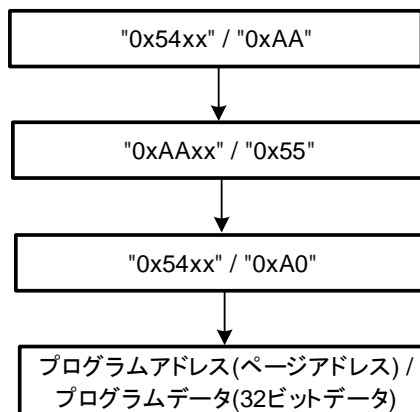 "0x54xx" / "0xAA"
"0xAAxx" / "0x55"
"0x54xx" / "0xA0"
プログラムアドレス(ページアドレス) /
プログラムデータ(32ビットデータ)